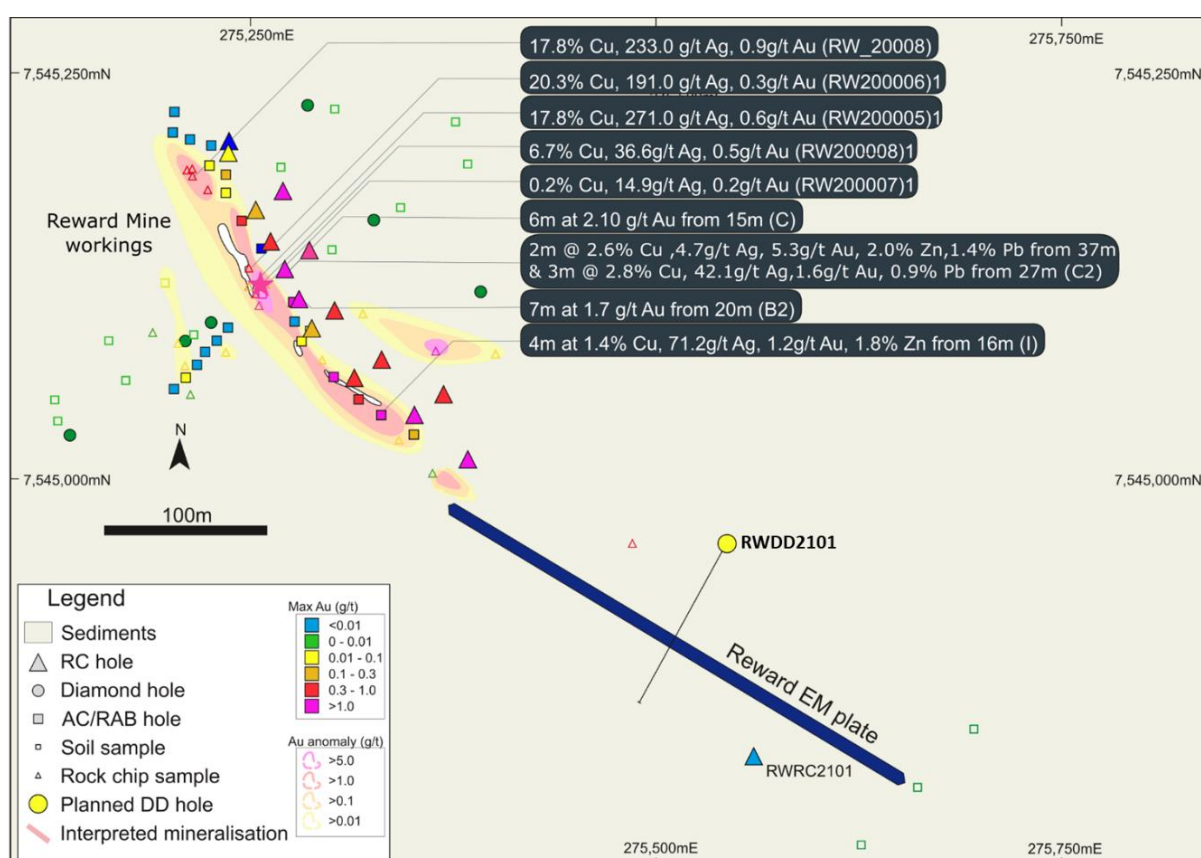 275,250mE
275,750mE
7,545,250mN
7,545,250mN
17.8% Cu, 233.0 g/t Ag, 0.9g/t Au (RW_20008)
20.3% Cu, 191.0 g/t Ag, 0.3g/t Au (RW200006)1
17.8% Cu, 271.0 g/t Ag, 0.6g/t Au (RW200005)1
6.7% Cu, 36.6g/t Ag, 0.5g/t Au (RW200008)1
0.2% Cu, 14.9g/t Ag, 0.2g/t Au (RW200007)1
6m at 2.10 g/t Au from 15m (C)
2m @ 2.6% Cu ,4.7g/t Ag, 5.3g/t Au, 2.0% Zn,1.4% Pb from 37m
& 3m @ 2.8% Cu, 42.1g/t Ag,1.6g/t Au, 0.9% Pb from 27m (C2)
7m at 1.7 g/t Au from 20m (B2)
4m at 1.4% Cu, 71.2g/t Ag, 1.2g/t Au, 1.8% Zn from 16m (I)
Reward Mine
workings
N
7,545,000mN
7,545,000mN
100m
RWDD2101
Reward EM plate
RWRC2101
Legend
Sediments
RC hole
Diamond hole
AC/RAB hole
Soil sample
Rock chip sample
Planned DD hole
Interpreted mineralisation
Max Au (g/t)
<0.01
0 - 0.01
0.01 - 0.1
0.1 - 0.3
0.3 - 1.0
>1.0
Au anomaly (g/t)
>5.0
>1.0
>0.1
>0.01
275,500mE
275,750mE